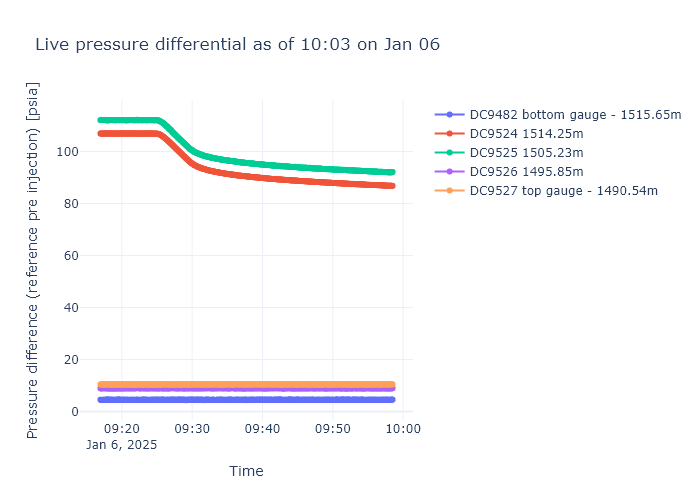 Live pressure differential as of 10:03 on Jan 06
Pressure difference (reference pre injection) [psia]
100
80
60
40
20
0
09:20
Jan 6, 2025
09:30
09:40
09:50
10:00
Time
DC9482 bottom gauge - 1515.65m
DC9524 1514.25m
DC9525 1505.23m
DC9526 1495.85m
DC9527 top gauge - 1490.54m